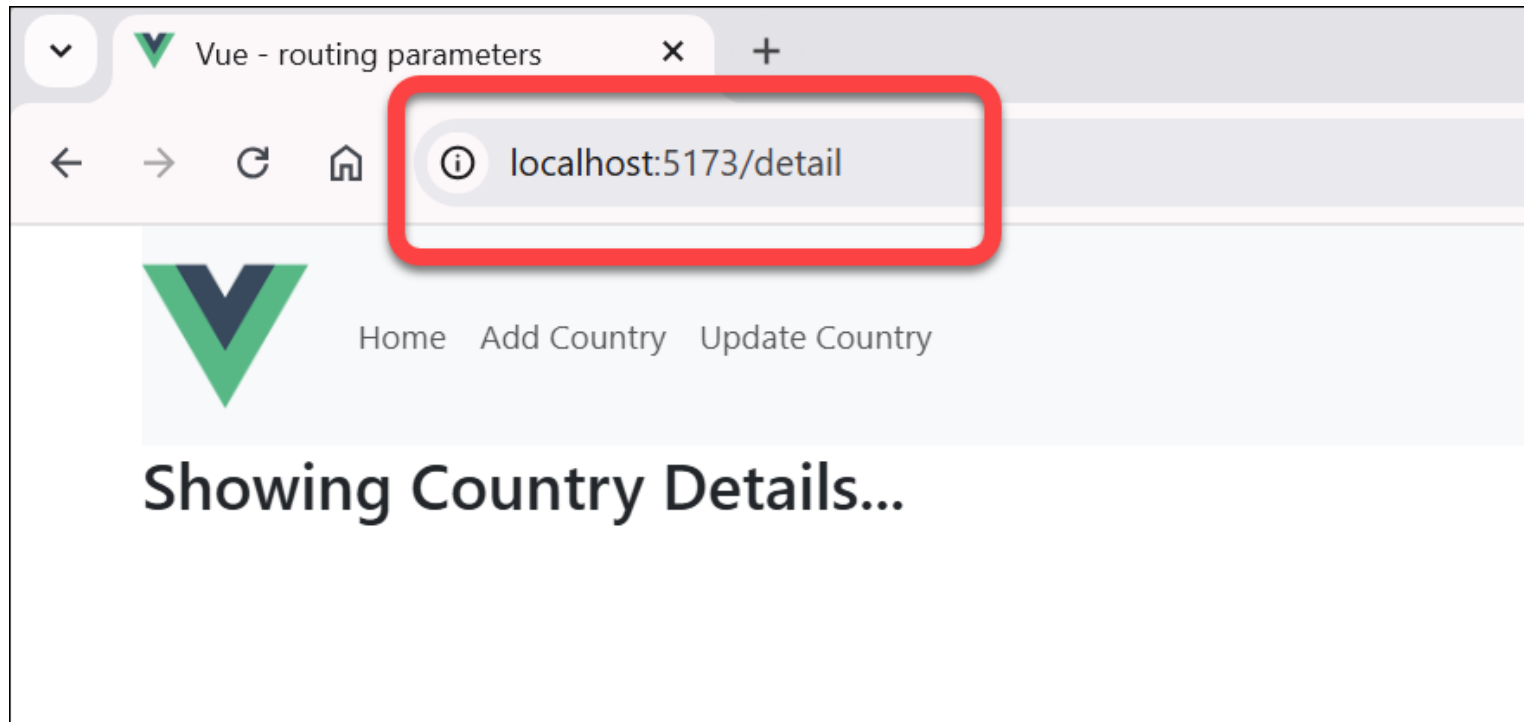 Vue - routing parameters
localhost:5173/detail
Home Add Country Update Country
Showing Country Details...